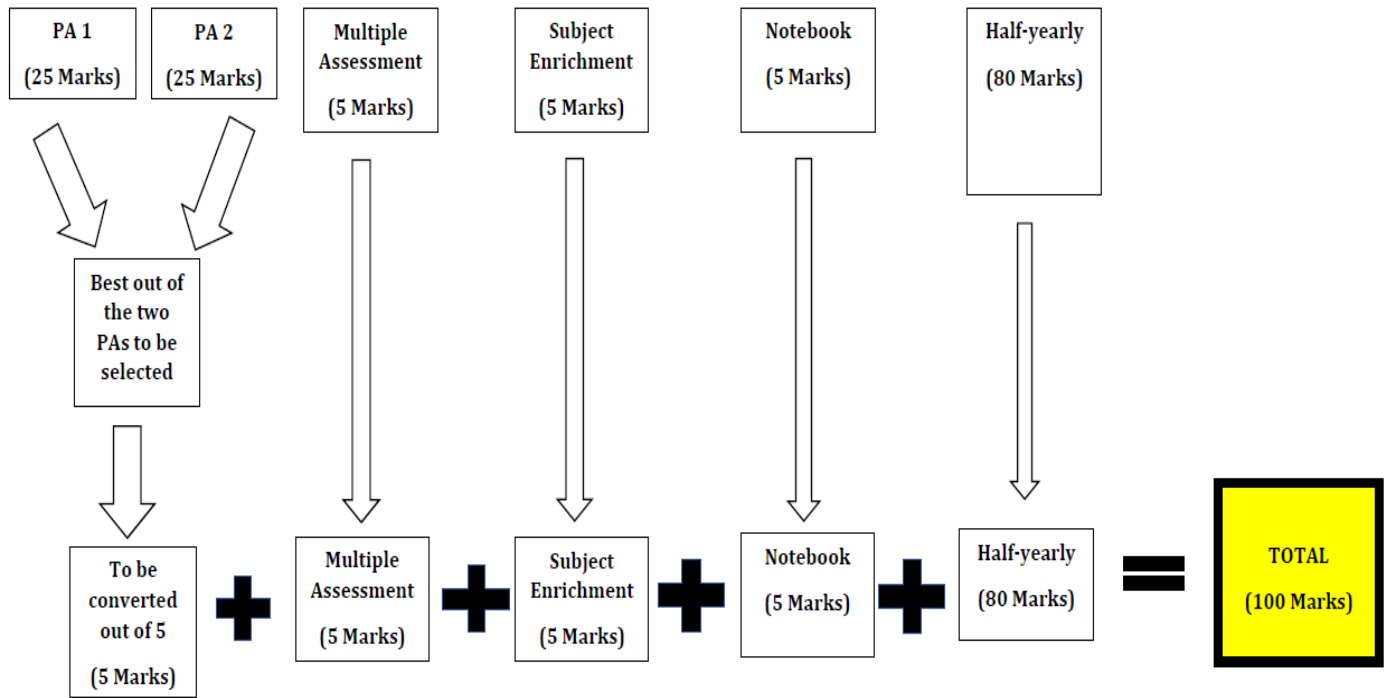 PA 1
(25 Marks)
PA 2
(25 Marks)
Multiple
Assessment
(5 Marks)
Subject
Enrichment
(5 Marks)
Notebook
(5 Marks)
Half-yearly
(80 Marks)
Best out of
the two
PAs to be
selected
To be
converted
out of 5
(5 Marks)
Multiple
Assessment
(5 Marks)
Subject
Enrichment
(5 Marks)
Notebook
(5 Marks)
Half-yearly
(80 Marks)
TOTAL
(100 Marks)